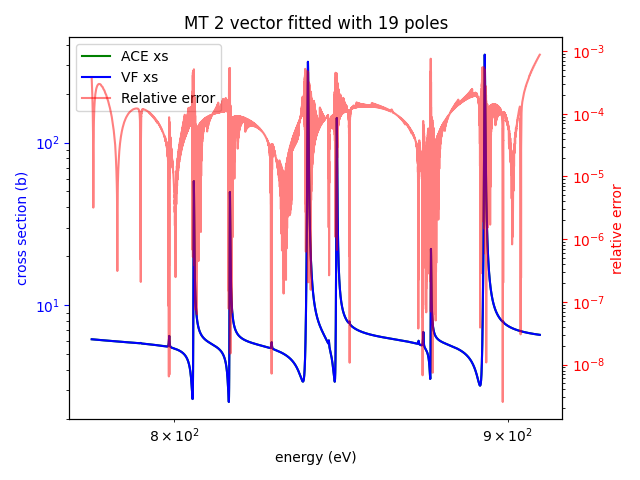 MT 2 vector fitted with 19 poles
ACE xs
VF xs
Relative error
10²
10¹
cross section (b)
10⁻³
10⁻⁴
10⁻⁵
10⁻⁶
10⁻⁷
10⁻⁸
relative error
8 × 10²
9 × 10²
energy (eV)